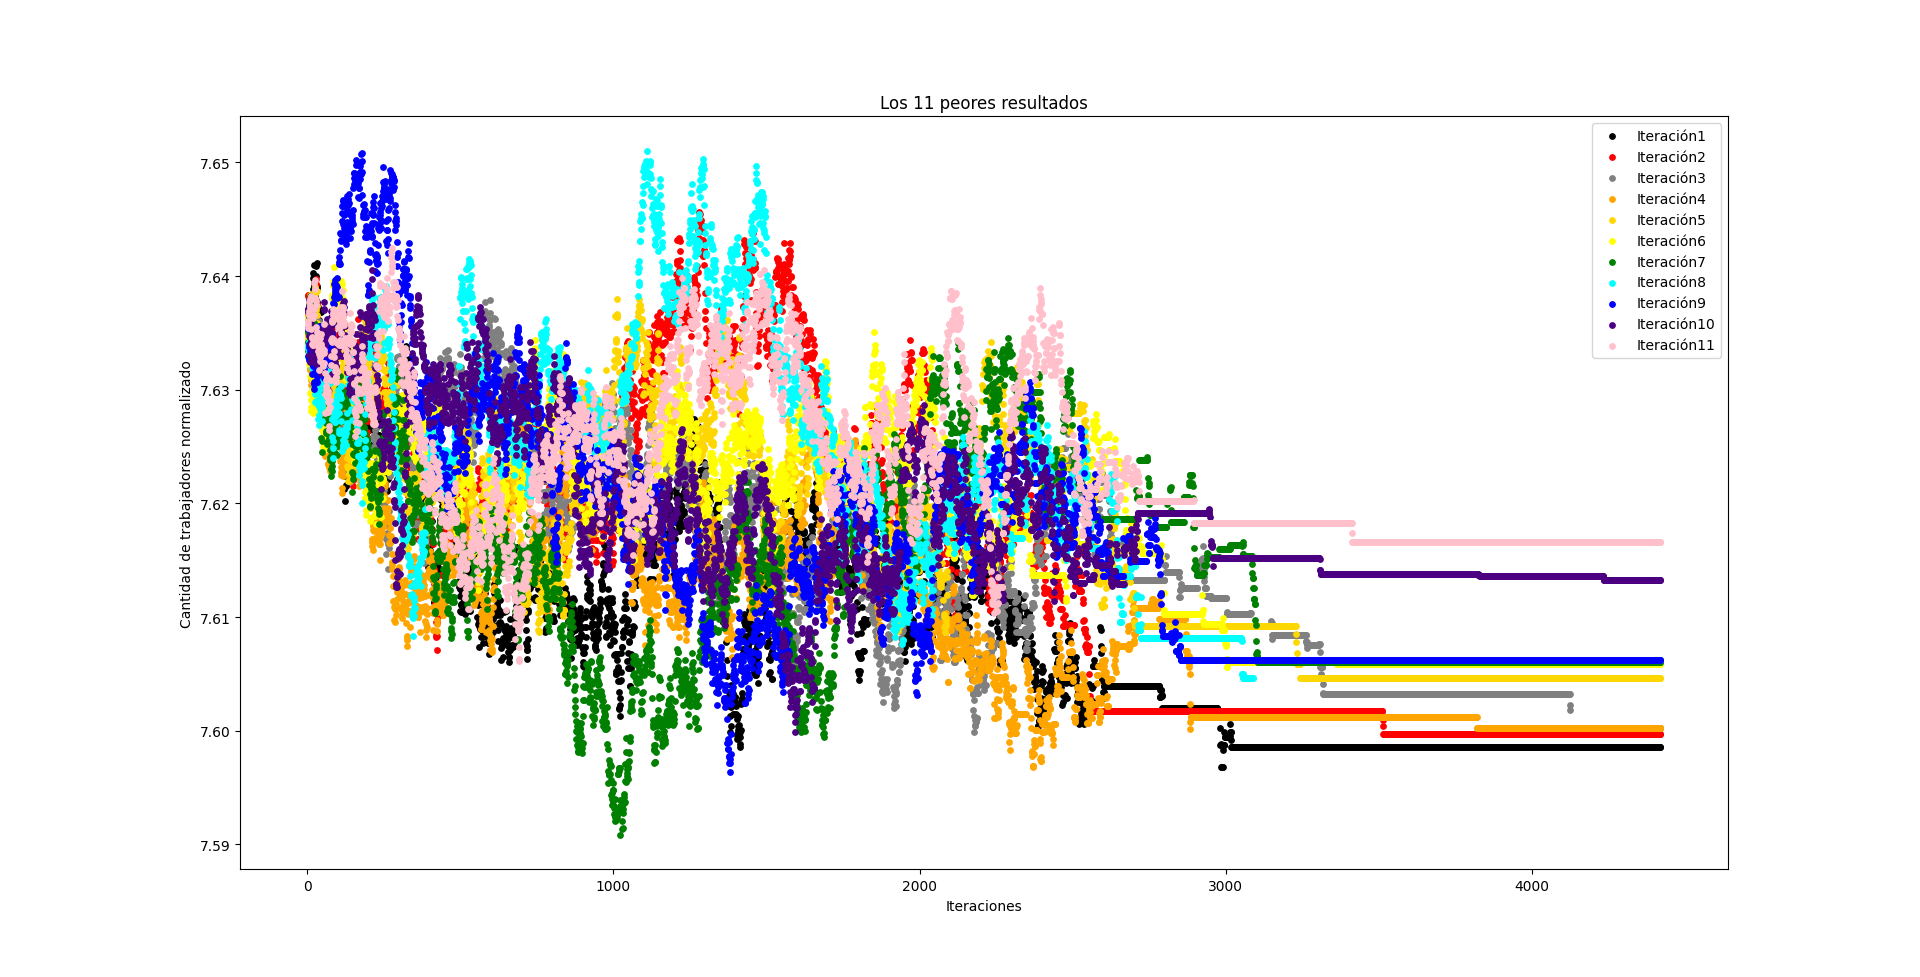 Los 11 peores resultados
Cantidad de trabajadores normalizado
7.65
7.64
7.63
7.62
7.61
7.60
7.59
0 1000 2000 3000 4000
Iteraciones
Iteración1
Iteración2
Iteración3
Iteración4
Iteración5
Iteración6
Iteración7
Iteración8
Iteración9
Iteración10
Iteración11